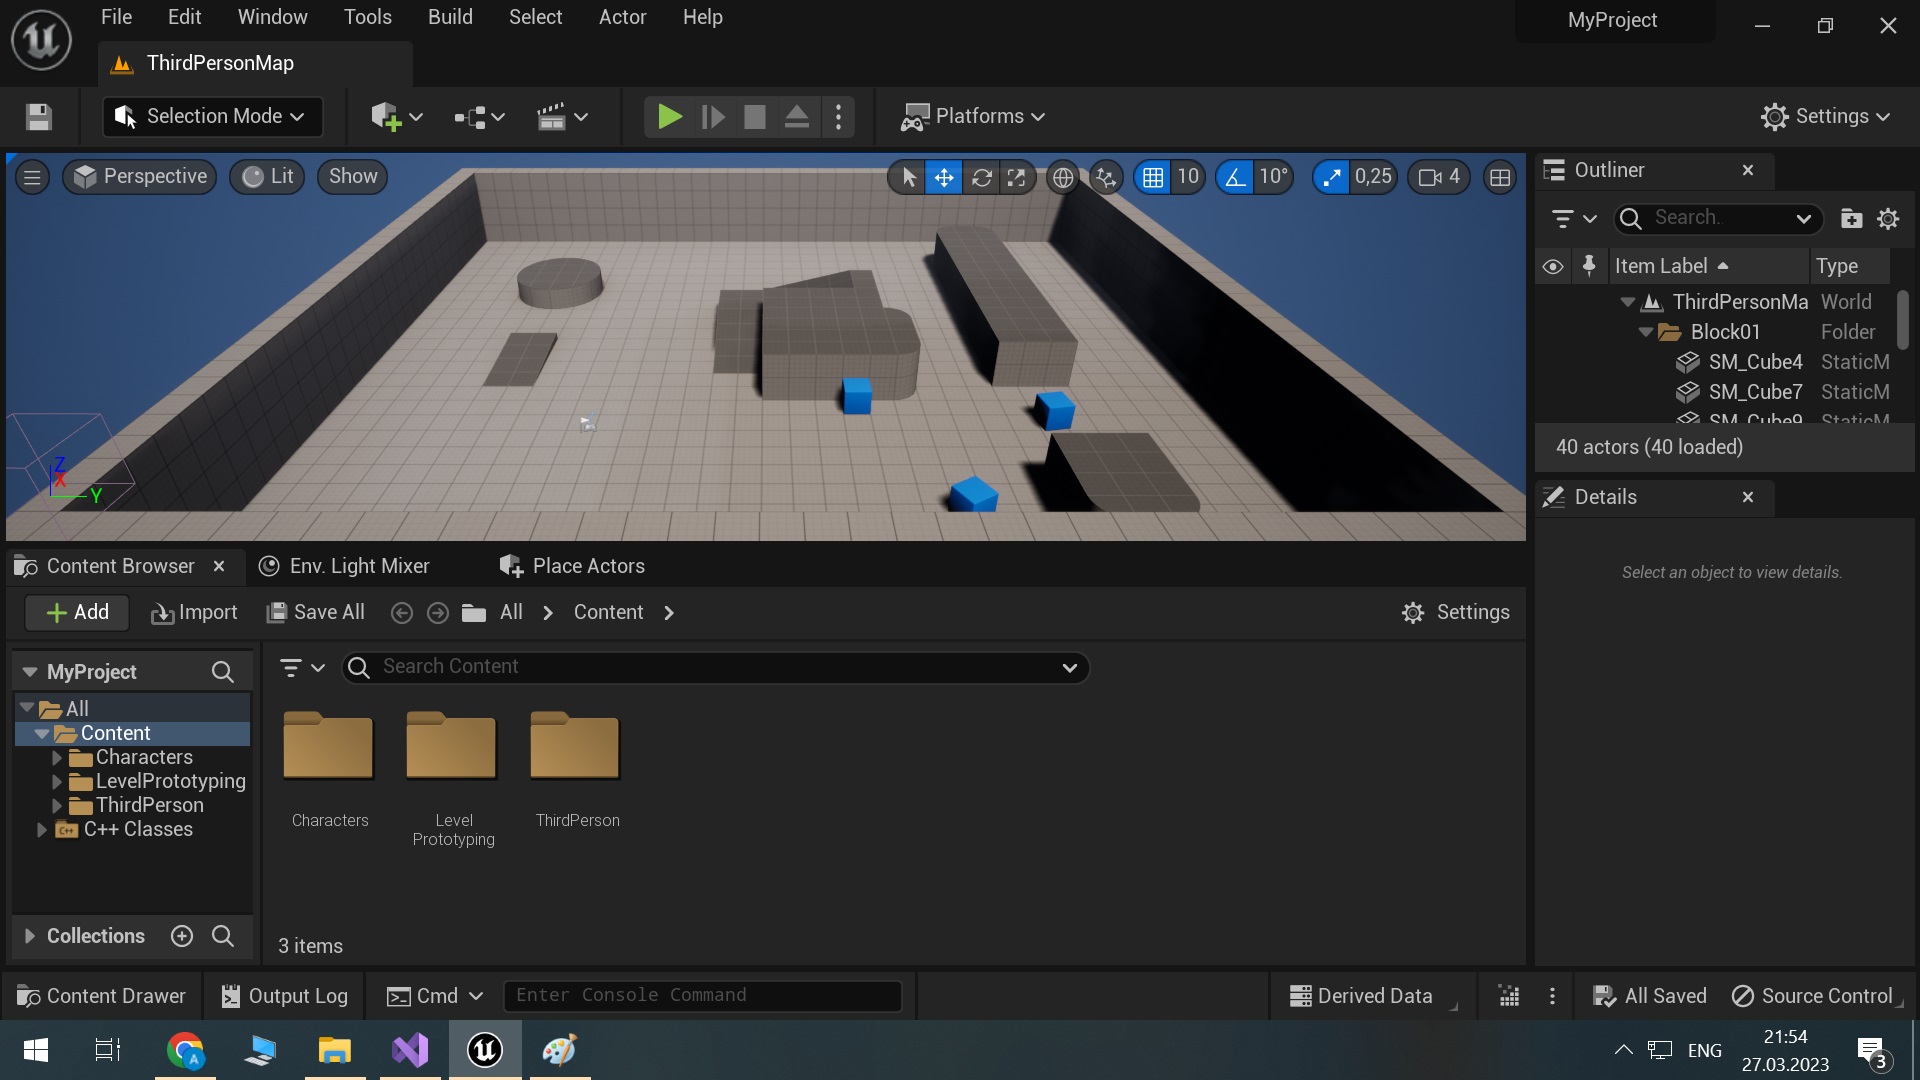 File Edit Window Tools Build Select Actor Help
MyProject
ThirdPersonMap
Selection Mode
Platforms
Settings
Perspective Lit Show
10 10° 0,25 4
Z
X
Y
Outliner
Search..
Item Label Type
ThirdPersonMa World
Block01 Folder
SM_Cube4 StaticM
SM_Cube7 StaticM
SM_Cube9 StaticM
40 actors (40 loaded)
Details
Select an object to view details.
Content Browser Env. Light Mixer Place Actors
Add Import Save All All Content Settings
MyProject
Search Content
All
Content
Characters
LevelPrototyping
ThirdPerson
C++ Classes
Characters
Level
Prototyping
ThirdPerson
Collections
3 items
Content Drawer Output Log Cmd Enter Console Command Derived Data All Saved Source Control
ENG
21:54
27.03.2023
3